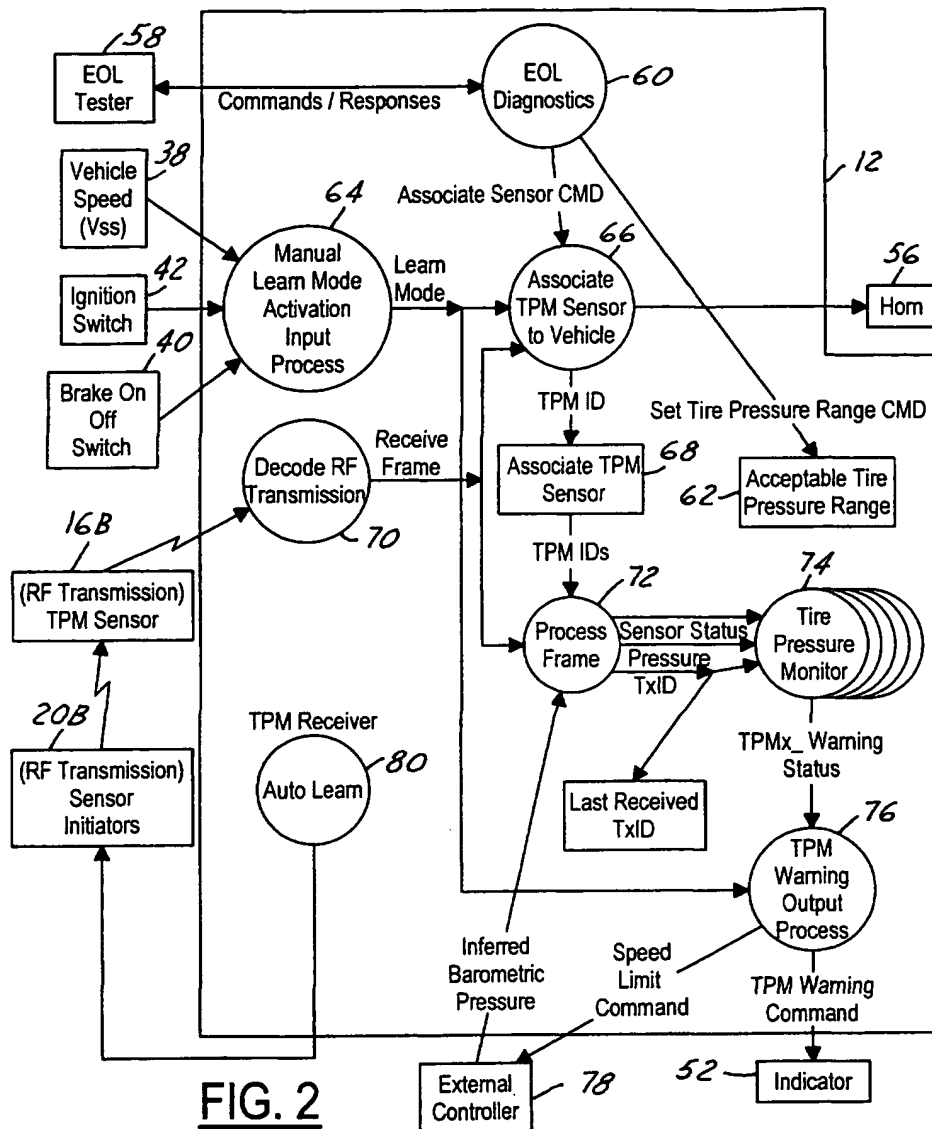 58
EOL
Tester
Commands / Responses
EOL
Diagnostics
60
38
Vehicle
Speed
(Vss)
12
64
Associate Sensor CMD
Manual
Learn Mode
Activation
Input
Process
Learn
Mode
66
Associate
TPM Sensor
to Vehicle
56
Horn
42
Ignition
Switch
40
Brake On
Off
Switch
TPM ID
Set Tire Pressure Range CMD
Decode RF
Transmission
70
Receive
Frame
Associate TPM
Sensor
68
62
Acceptable Tire
Pressure Range
16B
(RF Transmission)
TPM Sensor
TPM IDs
72
Process
Frame
Sensor Status
Pressure
TxID
74
Tire
Pressure
Monitor
20B
(RF Transmission)
Sensor
Initiators
TPM Receiver
80
Auto Learn
Last Received
TxID
TPMx_ Warning
Status
76
TPM
Warning
Output
Process
Inferred
Barometric
Pressure
Speed
Limit
Command
TPM Warning
Command
FIG. 2
External
Controller
78
52
Indicator